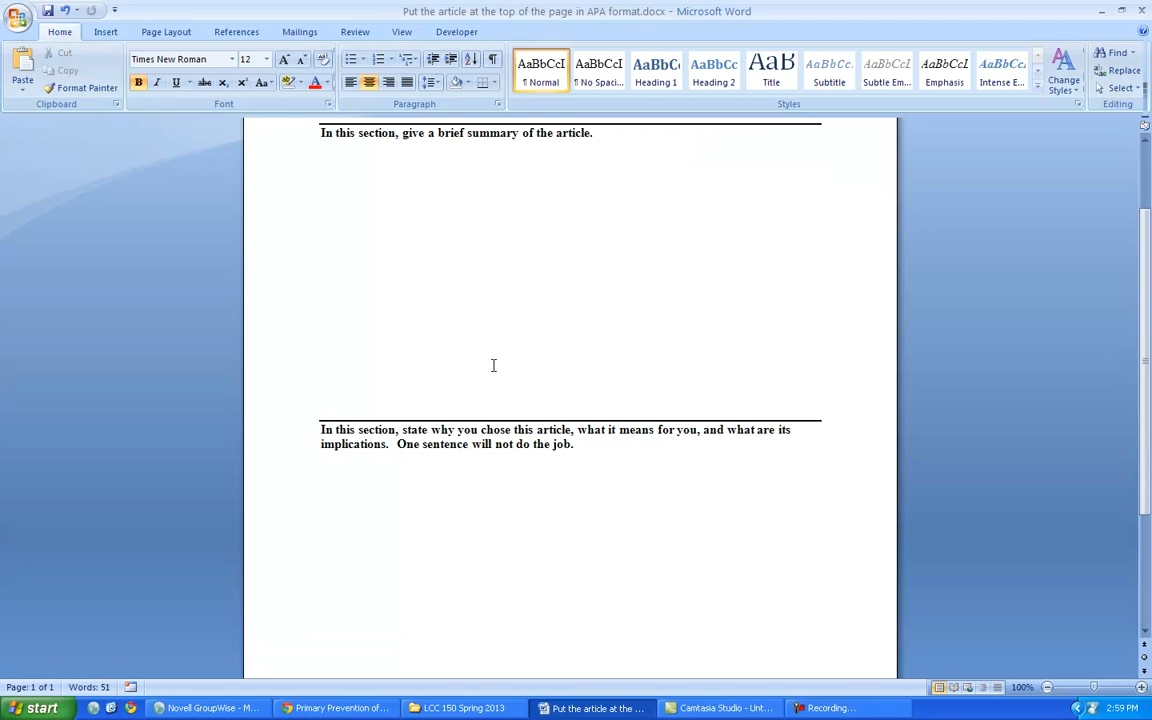 Put the article at the top of the page in APA format.docx - Microsoft Word
Home Insert Page Layout References Mailings Review View Developer
Paste
Cut
Copy
Format Painter
Clipboard
Times New Roman 12
B I U abc x₂ x² Aa A
Font
Paragraph
AaBbCcI AaBbCcI AaBbC AaBbCc AaB AaBbCc. AaBbCcI AaBbCcI AaBbCcI
¶ Normal ¶ No Spaci... Heading 1 Heading 2 Title Subtitle Subtle Em... Emphasis Intense E...
Change
Styles
Styles
Find
Replace
Select
Editing
In this section, give a brief summary of the article.
In this section, state why you chose this article, what it means for you, and what are its
implications. One sentence will not do the job.
Page: 1 of 1 Words: 51 100%
start Novell GroupWise - M... Primary Prevention of... LCC 150 Spring 2013 Put the article at the ... Camtasia Studio - Unt... Recording... 2:59 PM